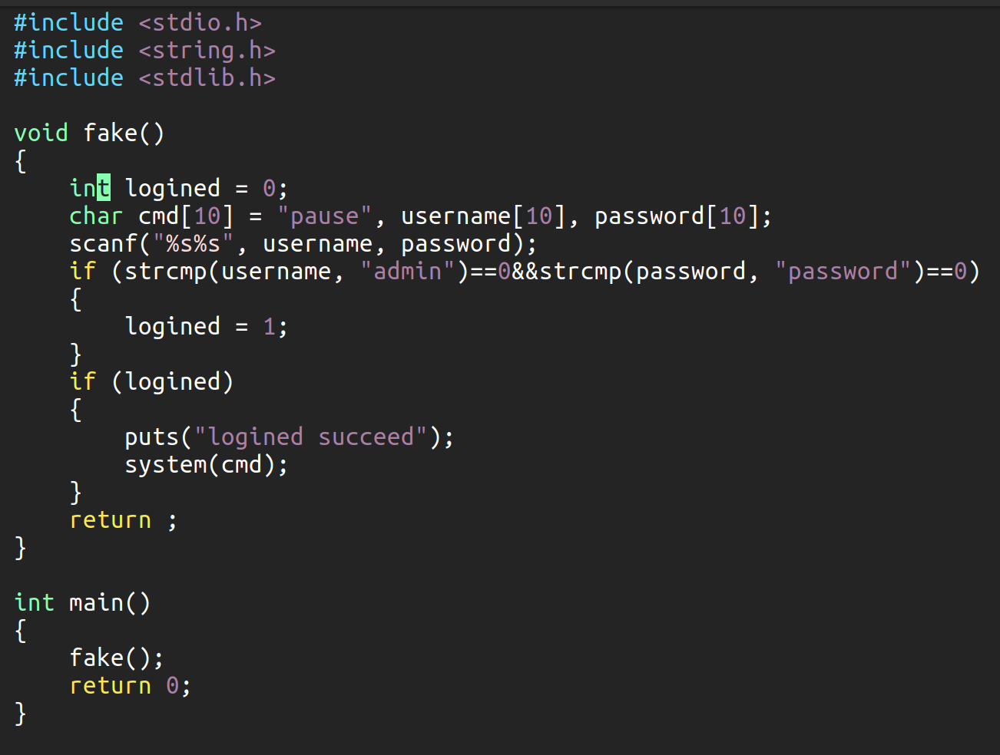 #include <stdio.h>
#include <string.h>
#include <stdlib.h>

void fake()
{
    int logined = 0;
    char cmd[10] = "pause", username[10], password[10];
    scanf("%s%s", username, password);
    if (strcmp(username, "admin")==0&&strcmp(password, "password")==0)
    {
        logined = 1;
    }
    if (logined)
    {
        puts("logined succeed");
        system(cmd);
    }
    return ;
}

int main()
{
    fake();
    return 0;
}